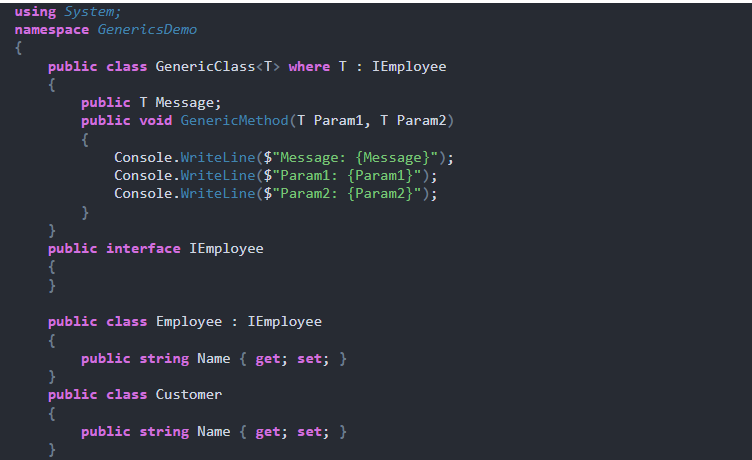 using System;
namespace GenericsDemo
{
    public class GenericClass<T> where T : IEmployee
    {
        public T Message;
        public void GenericMethod(T Param1, T Param2)
        {
            Console.WriteLine($"Message: {Message}");
            Console.WriteLine($"Param1: {Param1}");
            Console.WriteLine($"Param2: {Param2}");
        }
    }
    public interface IEmployee
    {
    }

    public class Employee : IEmployee
    {
        public string Name { get; set; }
    }
    public class Customer
    {
        public string Name { get; set; }
    }